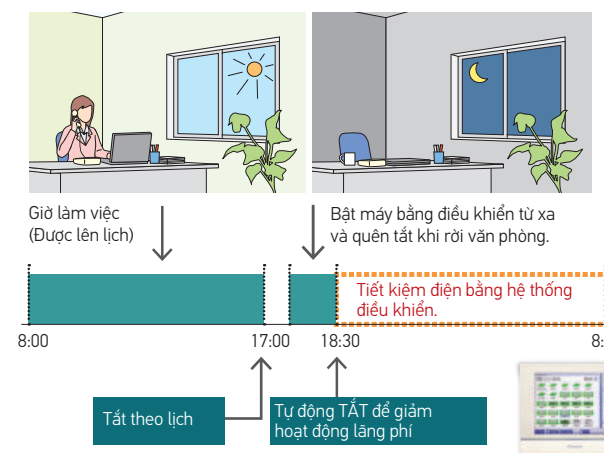 Giờ làm việc
(Được lên lịch)
Bật máy bằng điều khiển từ xa
và quên tắt khi rời văn phòng.
Tiết kiệm điện bằng hệ thống
điều khiển.
8:00
17:00
18:30
8:
Tắt theo lịch
Tự động TẮT để giảm
hoạt động lãng phí